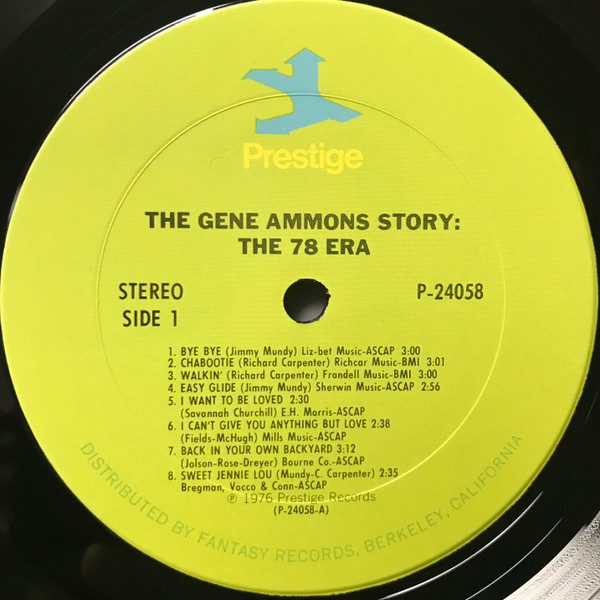 Prestige
THE GENE AMMONS STORY:
THE 78 ERA
STEREO
SIDE 1
P-24058
1. BYE BYE (Jimmy Mundy) Liz-bet Music-ASCAP 3:00
2. CHABOOTIE (Richard Carpenter) Richcar Music-BMI 3:01
3. WALKIN' (Richard Carpenter) Frandell Music-BMI 3:00
4. EASY GLIDE (Jimmy Mundy) Sherwin Music-ASCAP 2:56
5. I WANT TO BE LOVED 2:30
(Savannah Churchill) E.H. Morris-ASCAP
6. I CAN'T GIVE YOU ANYTHING BUT LOVE 2:38
(Fields-McHugh) Mills Music-ASCAP
7. BACK IN YOUR OWN BACKYARD 3:12
(Jolson-Rose-Dreyer) Bourne Co.-ASCAP
8. SWEET JENNIE LOU (Mundy-C. Carpenter) 2:35
Bregman, Vocco & Conn-ASCAP
℗ 1976 Prestige Records
(P-24058-A)
DISTRIBUTED BY FANTASY RECORDS, BERKELEY, CALIFORNIA